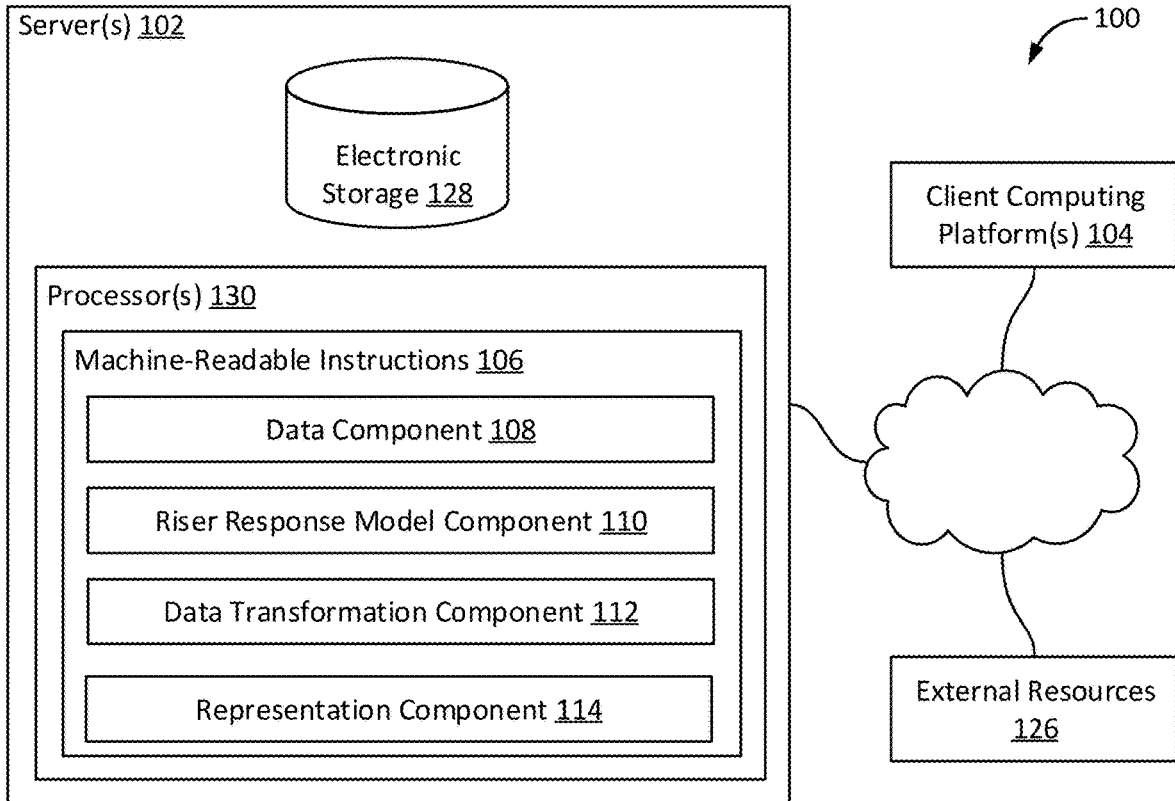 Server(s) 102
100
Electronic
Storage 128
Client Computing
Platform(s) 104
Processor(s) 130
Machine-Readable Instructions 106
Data Component 108
Riser Response Model Component 110
Data Transformation Component 112
Representation Component 114
External Resources
126